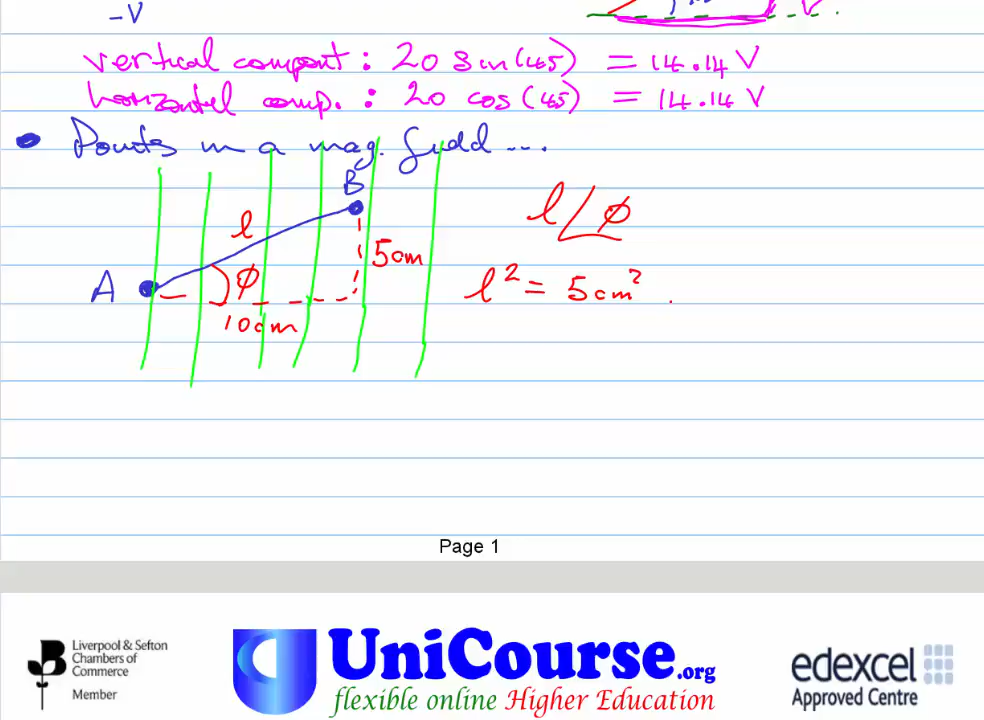 -V
V
vertical compont : 20 sin(45) = 14.14 V
horizontal comp. : 20 cos(45) = 14.14 V
• Points in a mag. field ...
B
l
l∠φ
5cm
A
φ
l² = 5cm² .
10cm
Page 1
Liverpool & Sefton
Chambers of
Commerce
Member
UniCourse.org
flexible online Higher Education
edexcel
Approved Centre